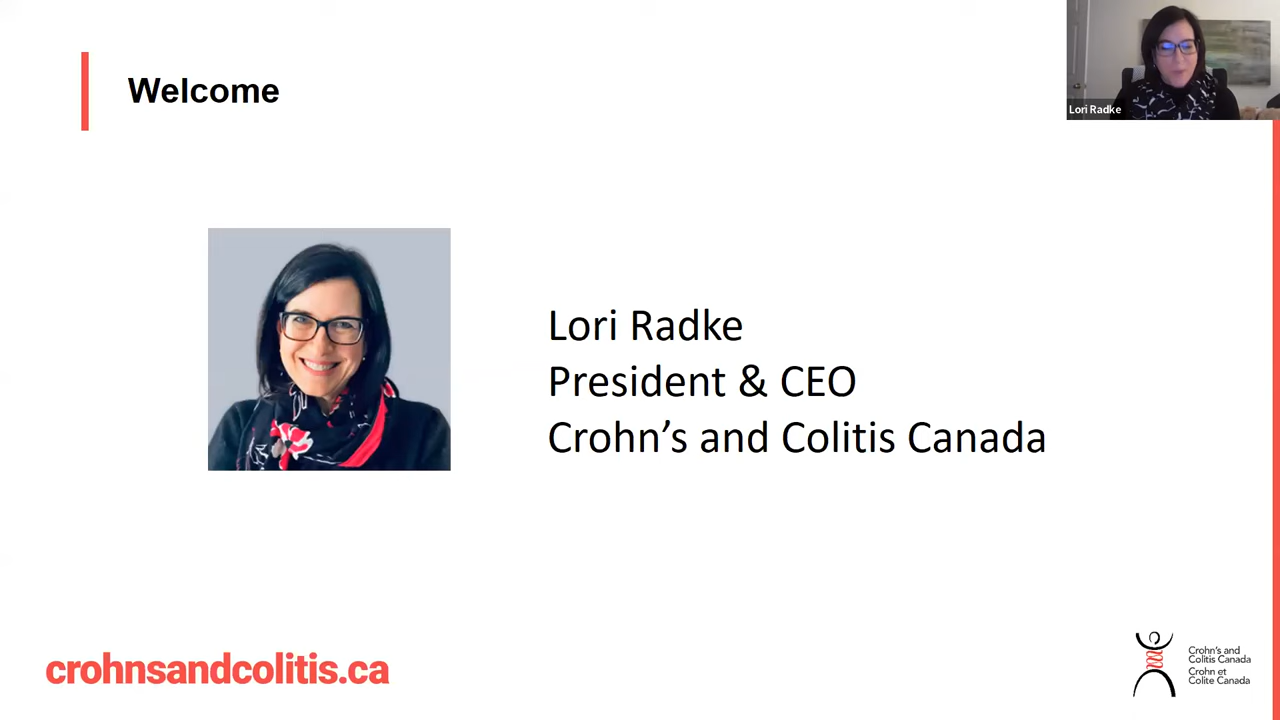 Welcome
Lori Radke
Lori Radke
President & CEO
Crohn’s and Colitis Canada
crohnsandcolitis.ca
Crohn's and
Colitis Canada
Crohn et
Colite Canada